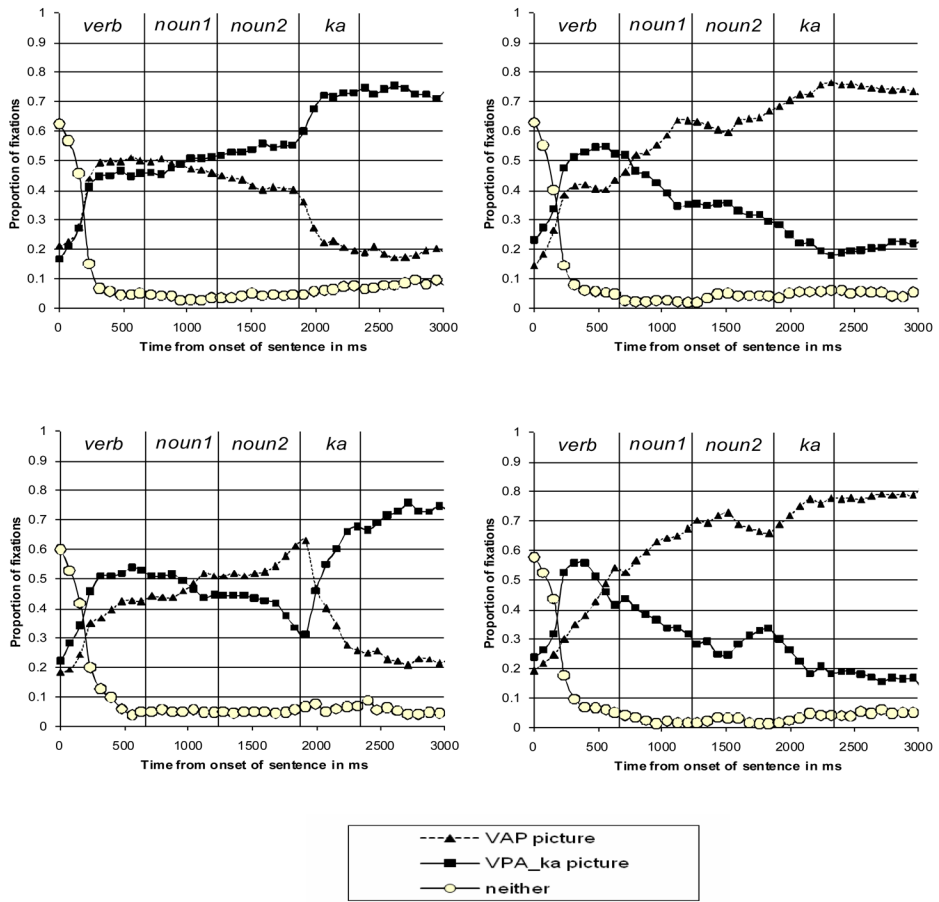 verb noun1 noun2 ka
1
0.9
0.8
0.7
0.6
0.5
0.4
0.3
0.2
0.1
0
Proportion of fixations
0 500 1000 1500 2000 2500 3000
Time from onset of sentence in ms
verb noun1 noun2 ka
1
0.9
0.8
0.7
0.6
0.5
0.4
0.3
0.2
0.1
0
Proportion of fixations
0 500 1000 1500 2000 2500 3000
Time from onset of sentence in ms
verb noun1 noun2 ka
1
0.9
0.8
0.7
0.6
0.5
0.4
0.3
0.2
0.1
0
Proportion of fixations
0 500 1000 1500 2000 2500 3000
Time from onset of sentence in ms
verb noun1 noun2 ka
1
0.9
0.8
0.7
0.6
0.5
0.4
0.3
0.2
0.1
0
Proportion of fixations
0 500 1000 1500 2000 2500 3000
Time from onset of sentence in ms
VAP picture
VPA_ka picture
neither